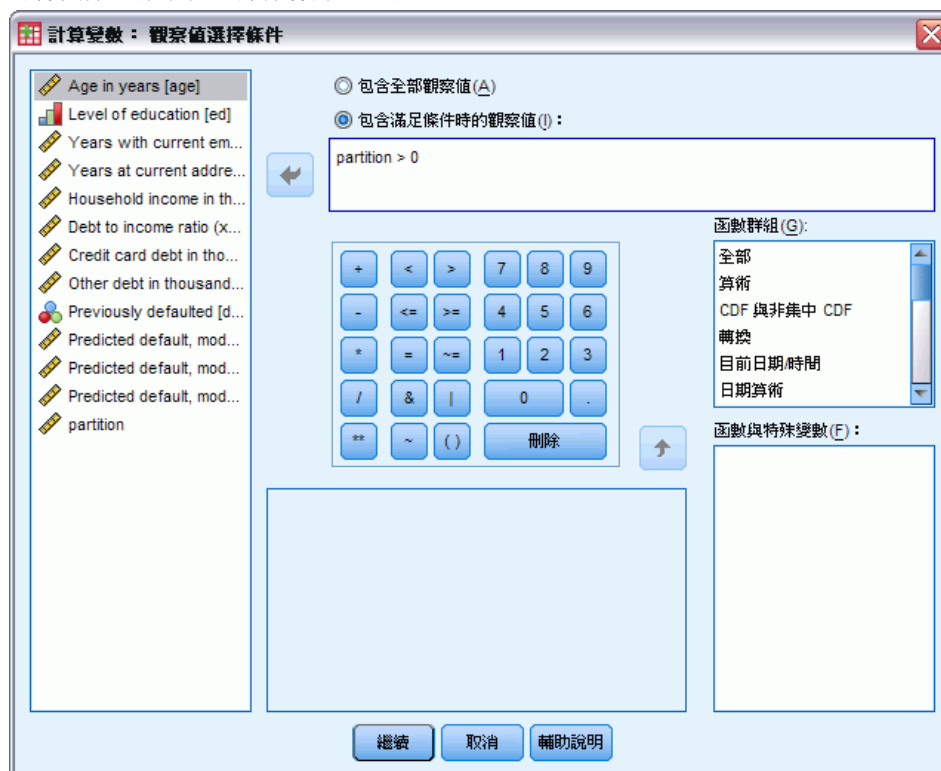 計算變數： 觀察值選擇條件
Age in years [age]
Level of education [ed]
Years with current em...
Years at current addre...
Household income in th...
Debt to income ratio (x...
Credit card debt in tho...
Other debt in thousand...
Previously defaulted [d...
Predicted default, mod...
Predicted default, mod...
Predicted default, mod...
partition
包含全部觀察值(A)
包含滿足條件時的觀察值(I)：
partition > 0
+ < > 7 8 9
- <= >= 4 5 6
* = ~= 1 2 3
/ & | 0 .
** ~ ( ) 刪除
函數群組(G):
全部
算術
CDF 與非集中 CDF
轉換
目前日期/時間
日期算術
函數與特殊變數(F)：
繼續 取消 輔助說明